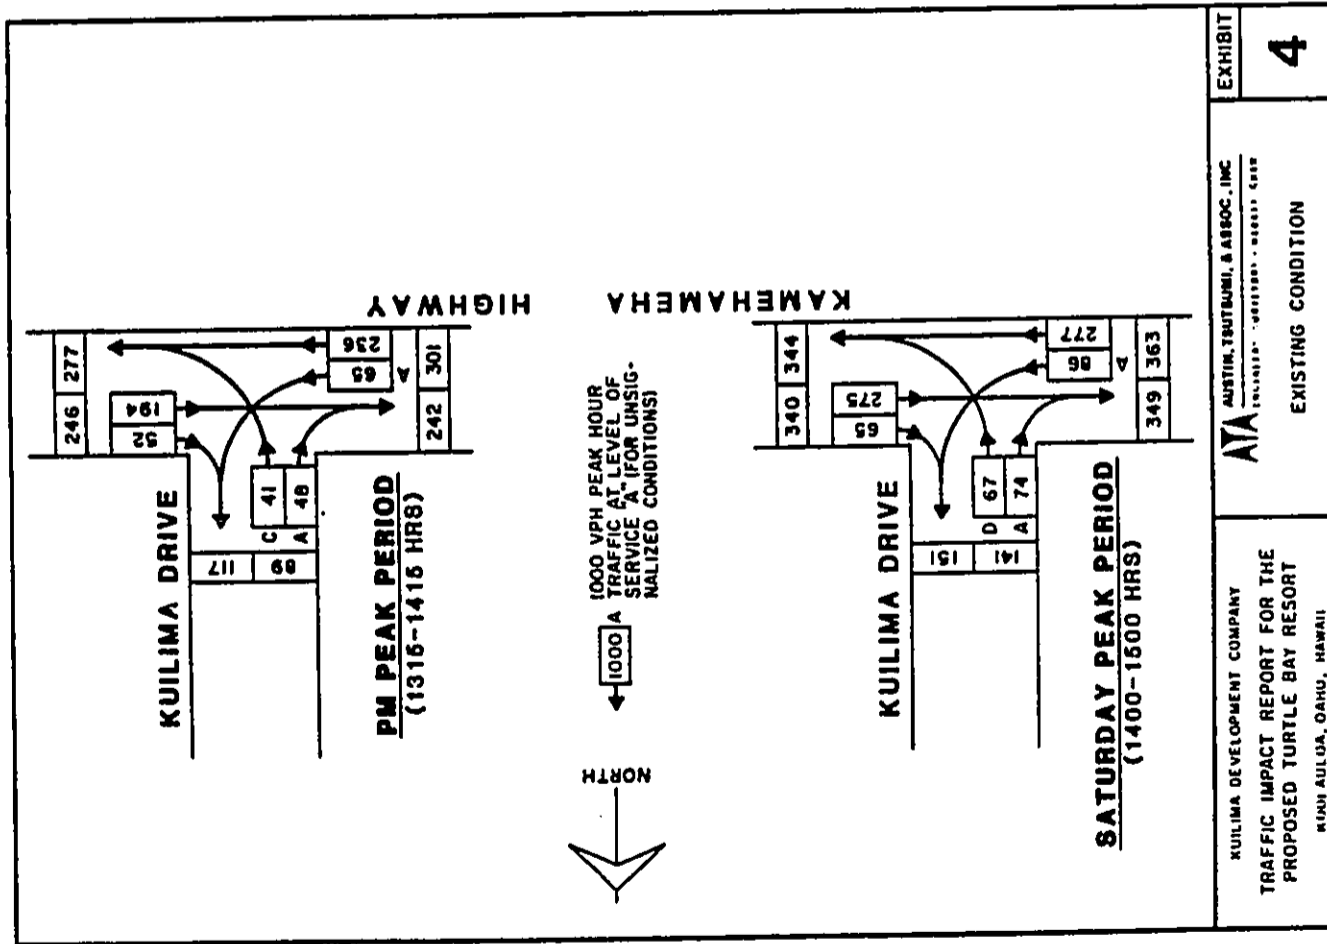 KUILIMA DRIVE
PM PEAK PERIOD
(1315-1415 HRS)
246
277
52
194
65
236
A
242
301
C
41
A
48
117
89
HIGHWAY
KAMEHAMEHA
1000 A
1000 VPH PEAK HOUR
TRAFFIC AT LEVEL OF
SERVICE "A" (FOR UNSIG-
NALIZED CONDITIONS)
NORTH
KUILIMA DRIVE
SATURDAY PEAK PERIOD
(1400-1500 HRS)
340
344
65
275
86
277
A
349
363
D
67
A
74
151
141
KUILIMA DEVELOPMENT COMPANY
TRAFFIC IMPACT REPORT FOR THE
PROPOSED TURTLE BAY RESORT
OAHU, HAWAII
ATA
AUSTIN, TSUTSUMI, & ASSOC., INC
EXISTING CONDITION
EXHIBIT
4